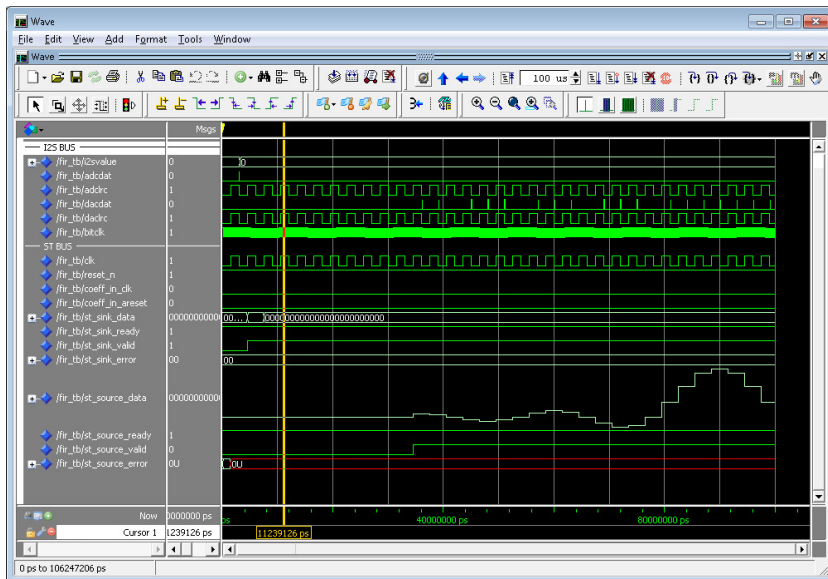 Wave
File Edit View Add Format Tools Window
Wave
100 us
Msgs
I2S BUS
/fir_tb/i2svalue 0 0
/fir_tb/adcdat 0
/fir_tb/adclrc 1
/fir_tb/dacdat 0
/fir_tb/daclrc 1
/fir_tb/bitclk 1
ST BUS
/fir_tb/clk 1
/fir_tb/reset_n 1
/fir_tb/coeff_in_clk 0
/fir_tb/coeff_in_areset 0
/fir_tb/st_sink_data 0000000000 00... 000000000000000000000000
/fir_tb/st_sink_ready 1
/fir_tb/st_sink_valid 1
/fir_tb/st_sink_error 00 00
/fir_tb/st_source_data 0000000000
/fir_tb/st_source_ready 1
/fir_tb/st_source_valid 0
/fir_tb/st_source_error 0U 0U
Now 0000000 ps ps 40000000 ps 80000000 ps
Cursor 1 1239126 ps 11239126 ps
0 ps to 106247206 ps